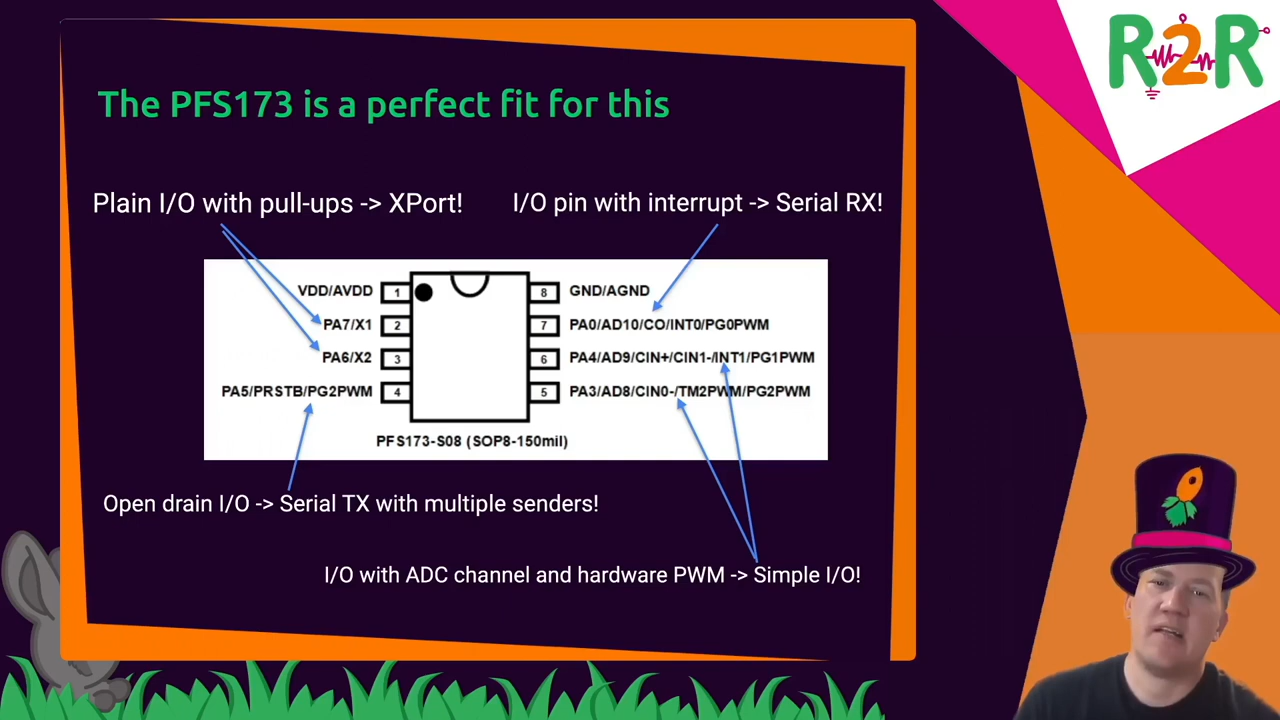 R2R
The PFS173 is a perfect fit for this
Plain I/O with pull-ups -> XPort!
I/O pin with interrupt -> Serial RX!
VDD/AVDD 1
8 GND/AGND
PA7/X1 2
7 PA0/AD10/CO/INT0/PG0PWM
PA6/X2 3
6 PA4/AD9/CIN+/CIN1-/INT1/PG1PWM
PA5/PRSTB/PG2PWM 4
5 PA3/AD8/CIN0-/TM2PWM/PG2PWM
PFS173-S08 (SOP8-150mil)
Open drain I/O -> Serial TX with multiple senders!
I/O with ADC channel and hardware PWM -> Simple I/O!